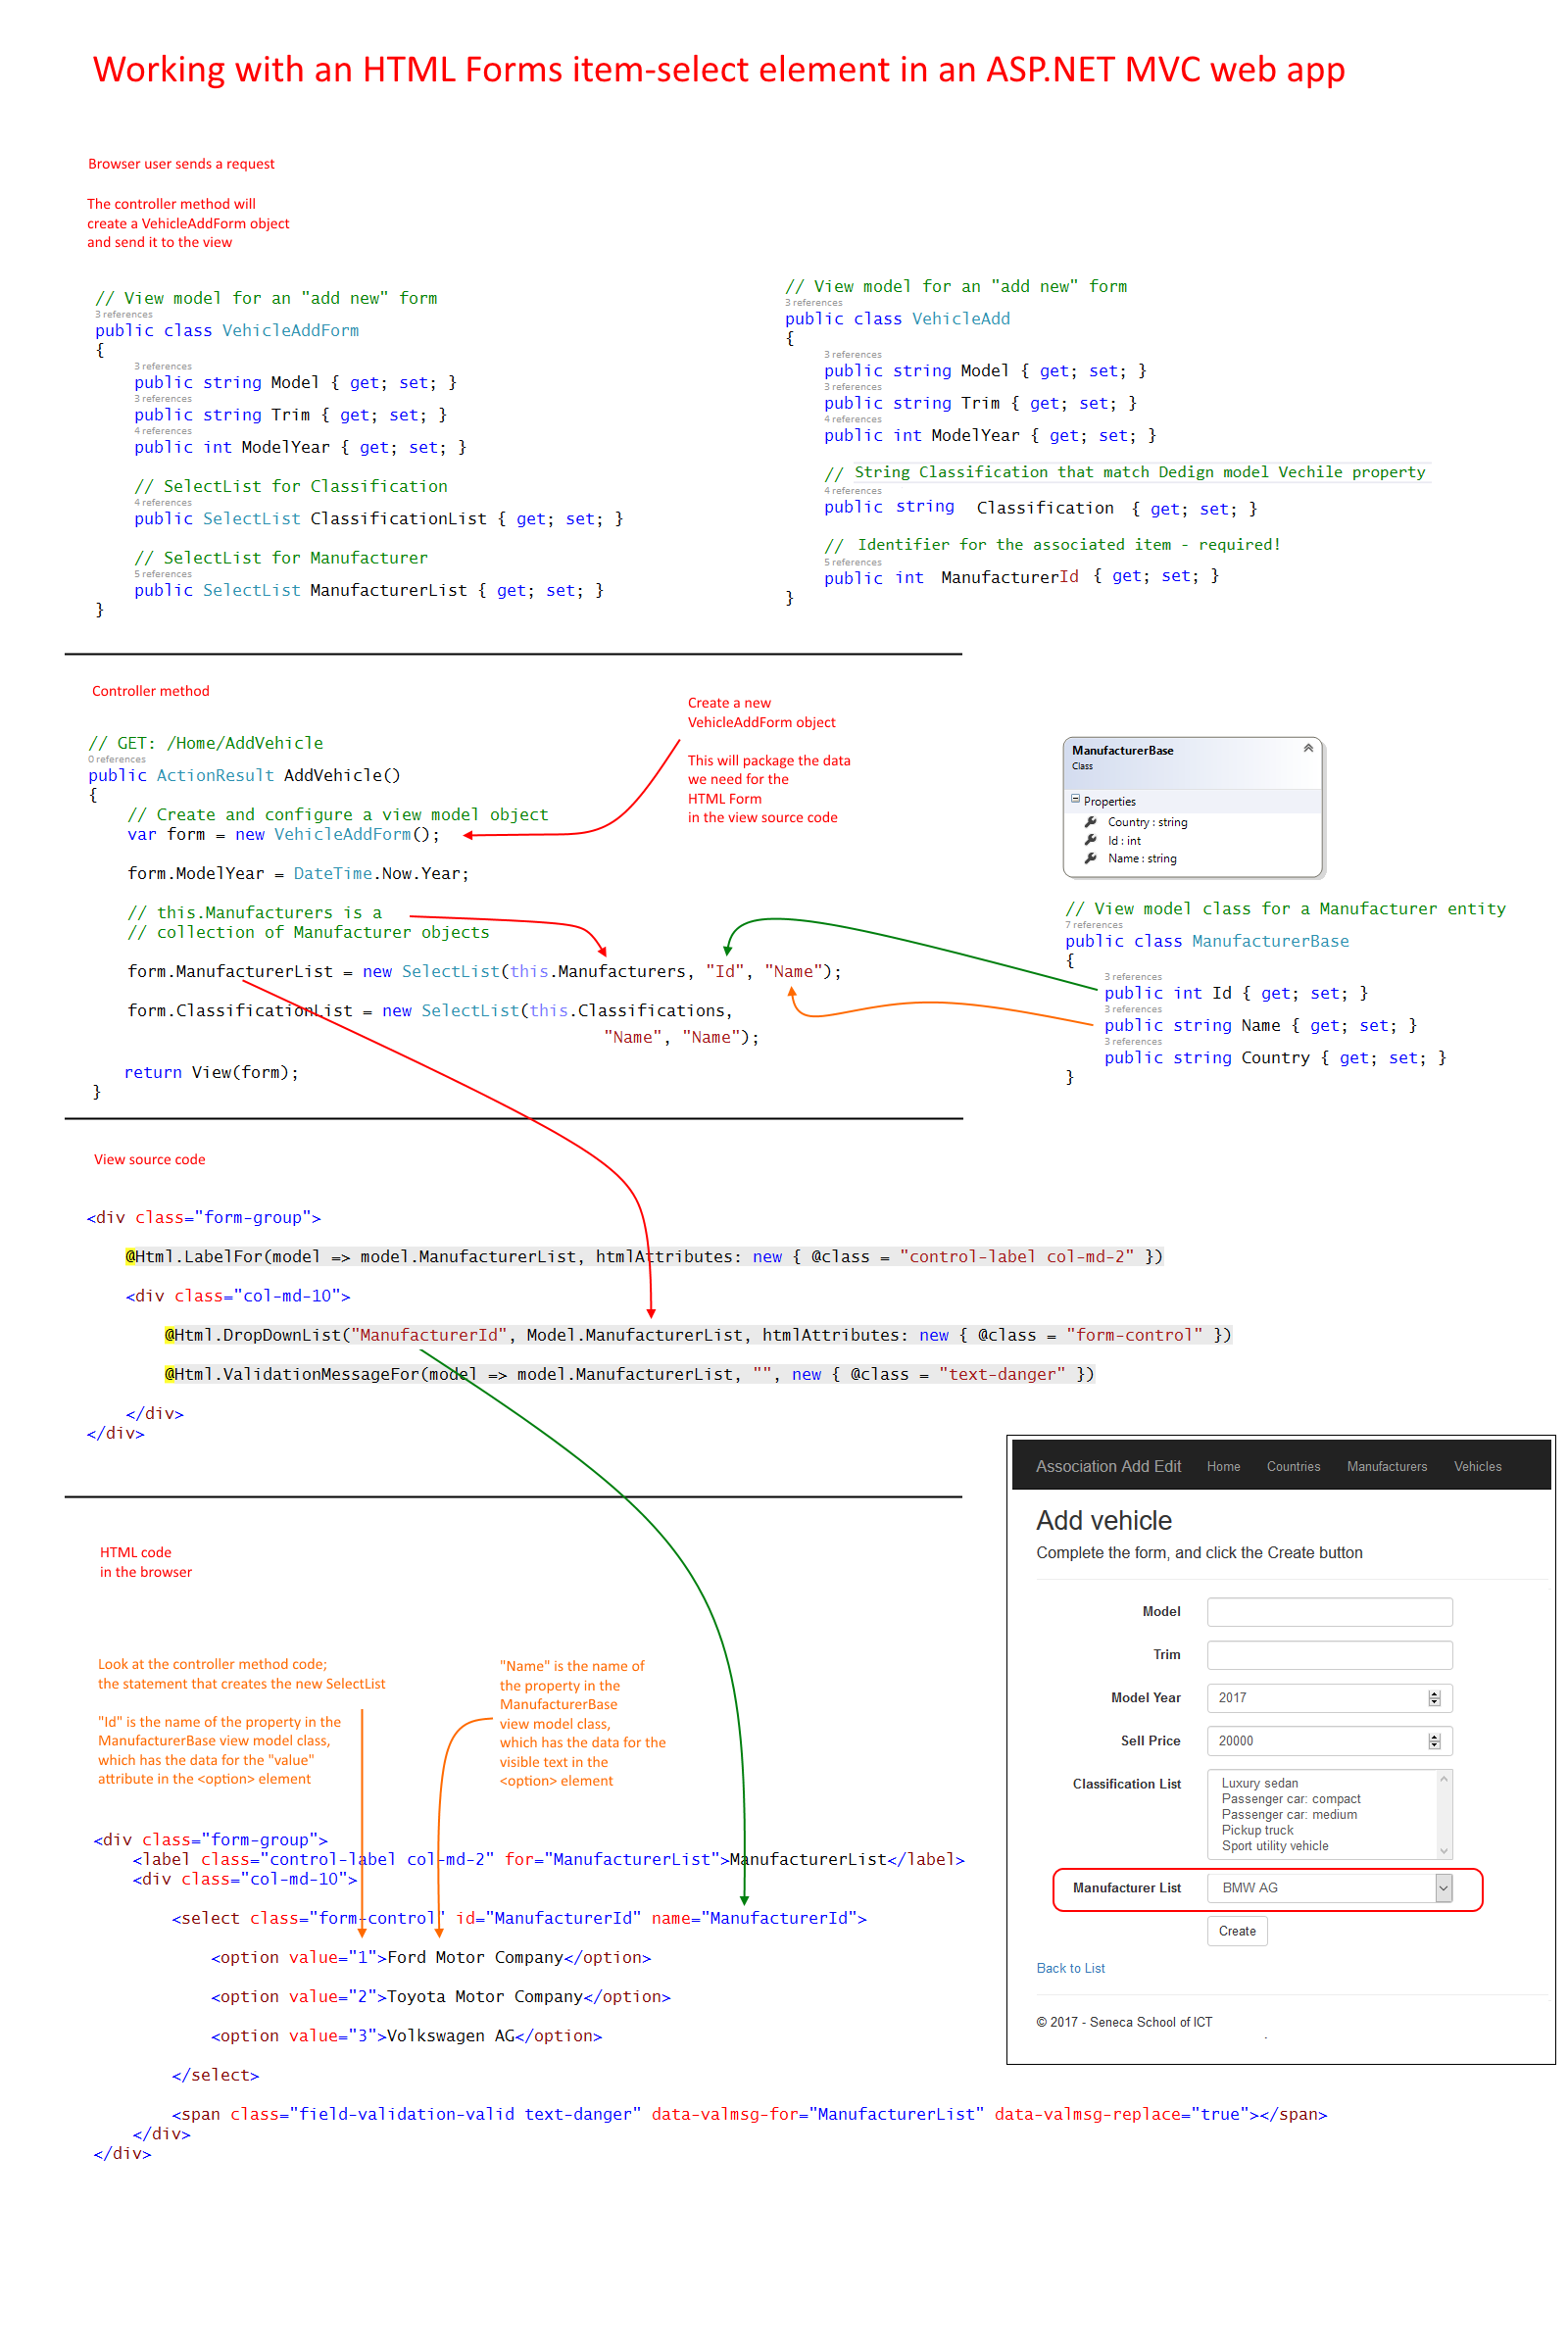 Working with an HTML Forms item-select element in an ASP.NET MVC web app
Browser user sends a request
The controller method will
create a VehicleAddForm object
and send it to the view
// View model for an "add new" form
3 references
public class VehicleAddForm
{
3 references
public string Model { get; set; }
3 references
public string Trim { get; set; }
4 references
public int ModelYear { get; set; }
// SelectList for Classification
4 references
public SelectList ClassificationList { get; set; }
// SelectList for Manufacturer
5 references
public SelectList ManufacturerList { get; set; }
}
// View model for an "add new" form
3 references
public class VehicleAdd
{
3 references
public string Model { get; set; }
3 references
public string Trim { get; set; }
4 references
public int ModelYear { get; set; }
// String Classification that match Dedign model Vechile property
4 references
public string Classification { get; set; }
// Identifier for the associated item - required!
5 references
public int ManufacturerId { get; set; }
}
Controller method
// GET: /Home/AddVehicle
0 references
public ActionResult AddVehicle()
{
// Create and configure a view model object
var form = new VehicleAddForm();
form.ModelYear = DateTime.Now.Year;
// this.Manufacturers is a
// collection of Manufacturer objects
form.ManufacturerList = new SelectList(this.Manufacturers, "Id", "Name");
form.ClassificationList = new SelectList(this.Classifications,
"Name", "Name");
return View(form);
}
Create a new
VehicleAddForm object
This will package the data
we need for the
HTML Form
in the view source code
ManufacturerBase
Class
Properties
Country : string
Id : int
Name : string
// View model class for a Manufacturer entity
7 references
public class ManufacturerBase
{
3 references
public int Id { get; set; }
3 references
public string Name { get; set; }
3 references
public string Country { get; set; }
}
View source code
<div class="form-group">
@Html.LabelFor(model => model.ManufacturerList, htmlAttributes: new { @class = "control-label col-md-2" })
<div class="col-md-10">
@Html.DropDownList("ManufacturerId", Model.ManufacturerList, htmlAttributes: new { @class = "form-control" })
@Html.ValidationMessageFor(model => model.ManufacturerList, "", new { @class = "text-danger" })
</div>
</div>
HTML code
in the browser
Look at the controller method code;
the statement that creates the new SelectList
"Id" is the name of the property in the
ManufacturerBase view model class,
which has the data for the "value"
attribute in the <option> element
"Name" is the name of
the property in the
ManufacturerBase
view model class,
which has the data for the
visible text in the
<option> element
<div class="form-group">
<label class="control-label col-md-2" for="ManufacturerList">ManufacturerList</label>
<div class="col-md-10">
<select class="form-control" id="ManufacturerId" name="ManufacturerId">
<option value="1">Ford Motor Company</option>
<option value="2">Toyota Motor Company</option>
<option value="3">Volkswagen AG</option>
</select>
<span class="field-validation-valid text-danger" data-valmsg-for="ManufacturerList" data-valmsg-replace="true"></span>
</div>
</div>
Association Add Edit Home Countries Manufacturers Vehicles
Add vehicle
Complete the form, and click the Create button
Model
Trim
Model Year 2017
Sell Price 20000
Classification List Luxury sedan
Passenger car: compact
Passenger car: medium
Pickup truck
Sport utility vehicle
Manufacturer List BMW AG
Create
Back to List
© 2017 - Seneca School of ICT